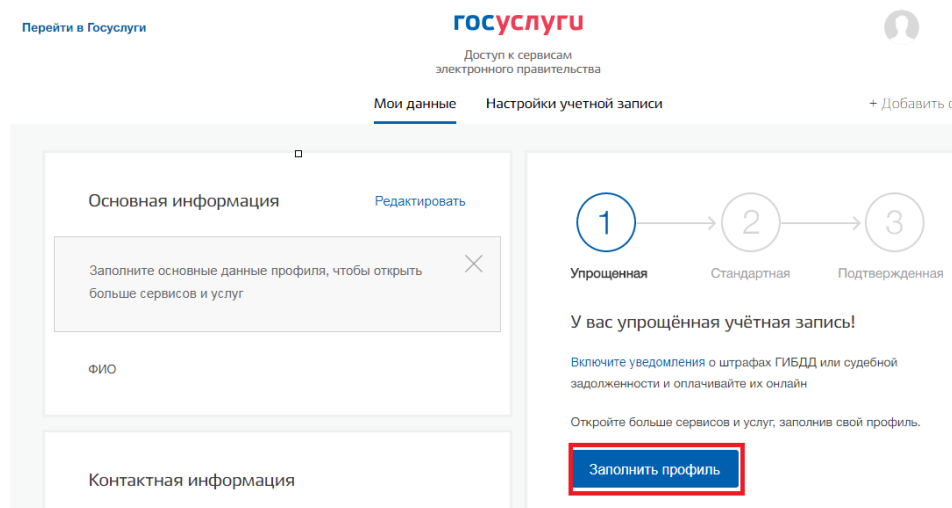 Перейти в Госуслуги
госуслуги
Доступ к сервисам
электронного правительства
Мои данные
Настройки учетной записи
+ Добавить
Основная информация
Редактировать
Заполните основные данные профиля, чтобы открыть
больше сервисов и услуг
ФИО
Контактная информация
1
2
3
Упрощенная
Стандартная
Подтвержденная
У вас упрощённая учётная запись!
Включите уведомления о штрафах ГИБДД или судебной
задолженности и оплачивайте их онлайн
Откройте больше сервисов и услуг, заполнив свой профиль.
Заполнить профиль